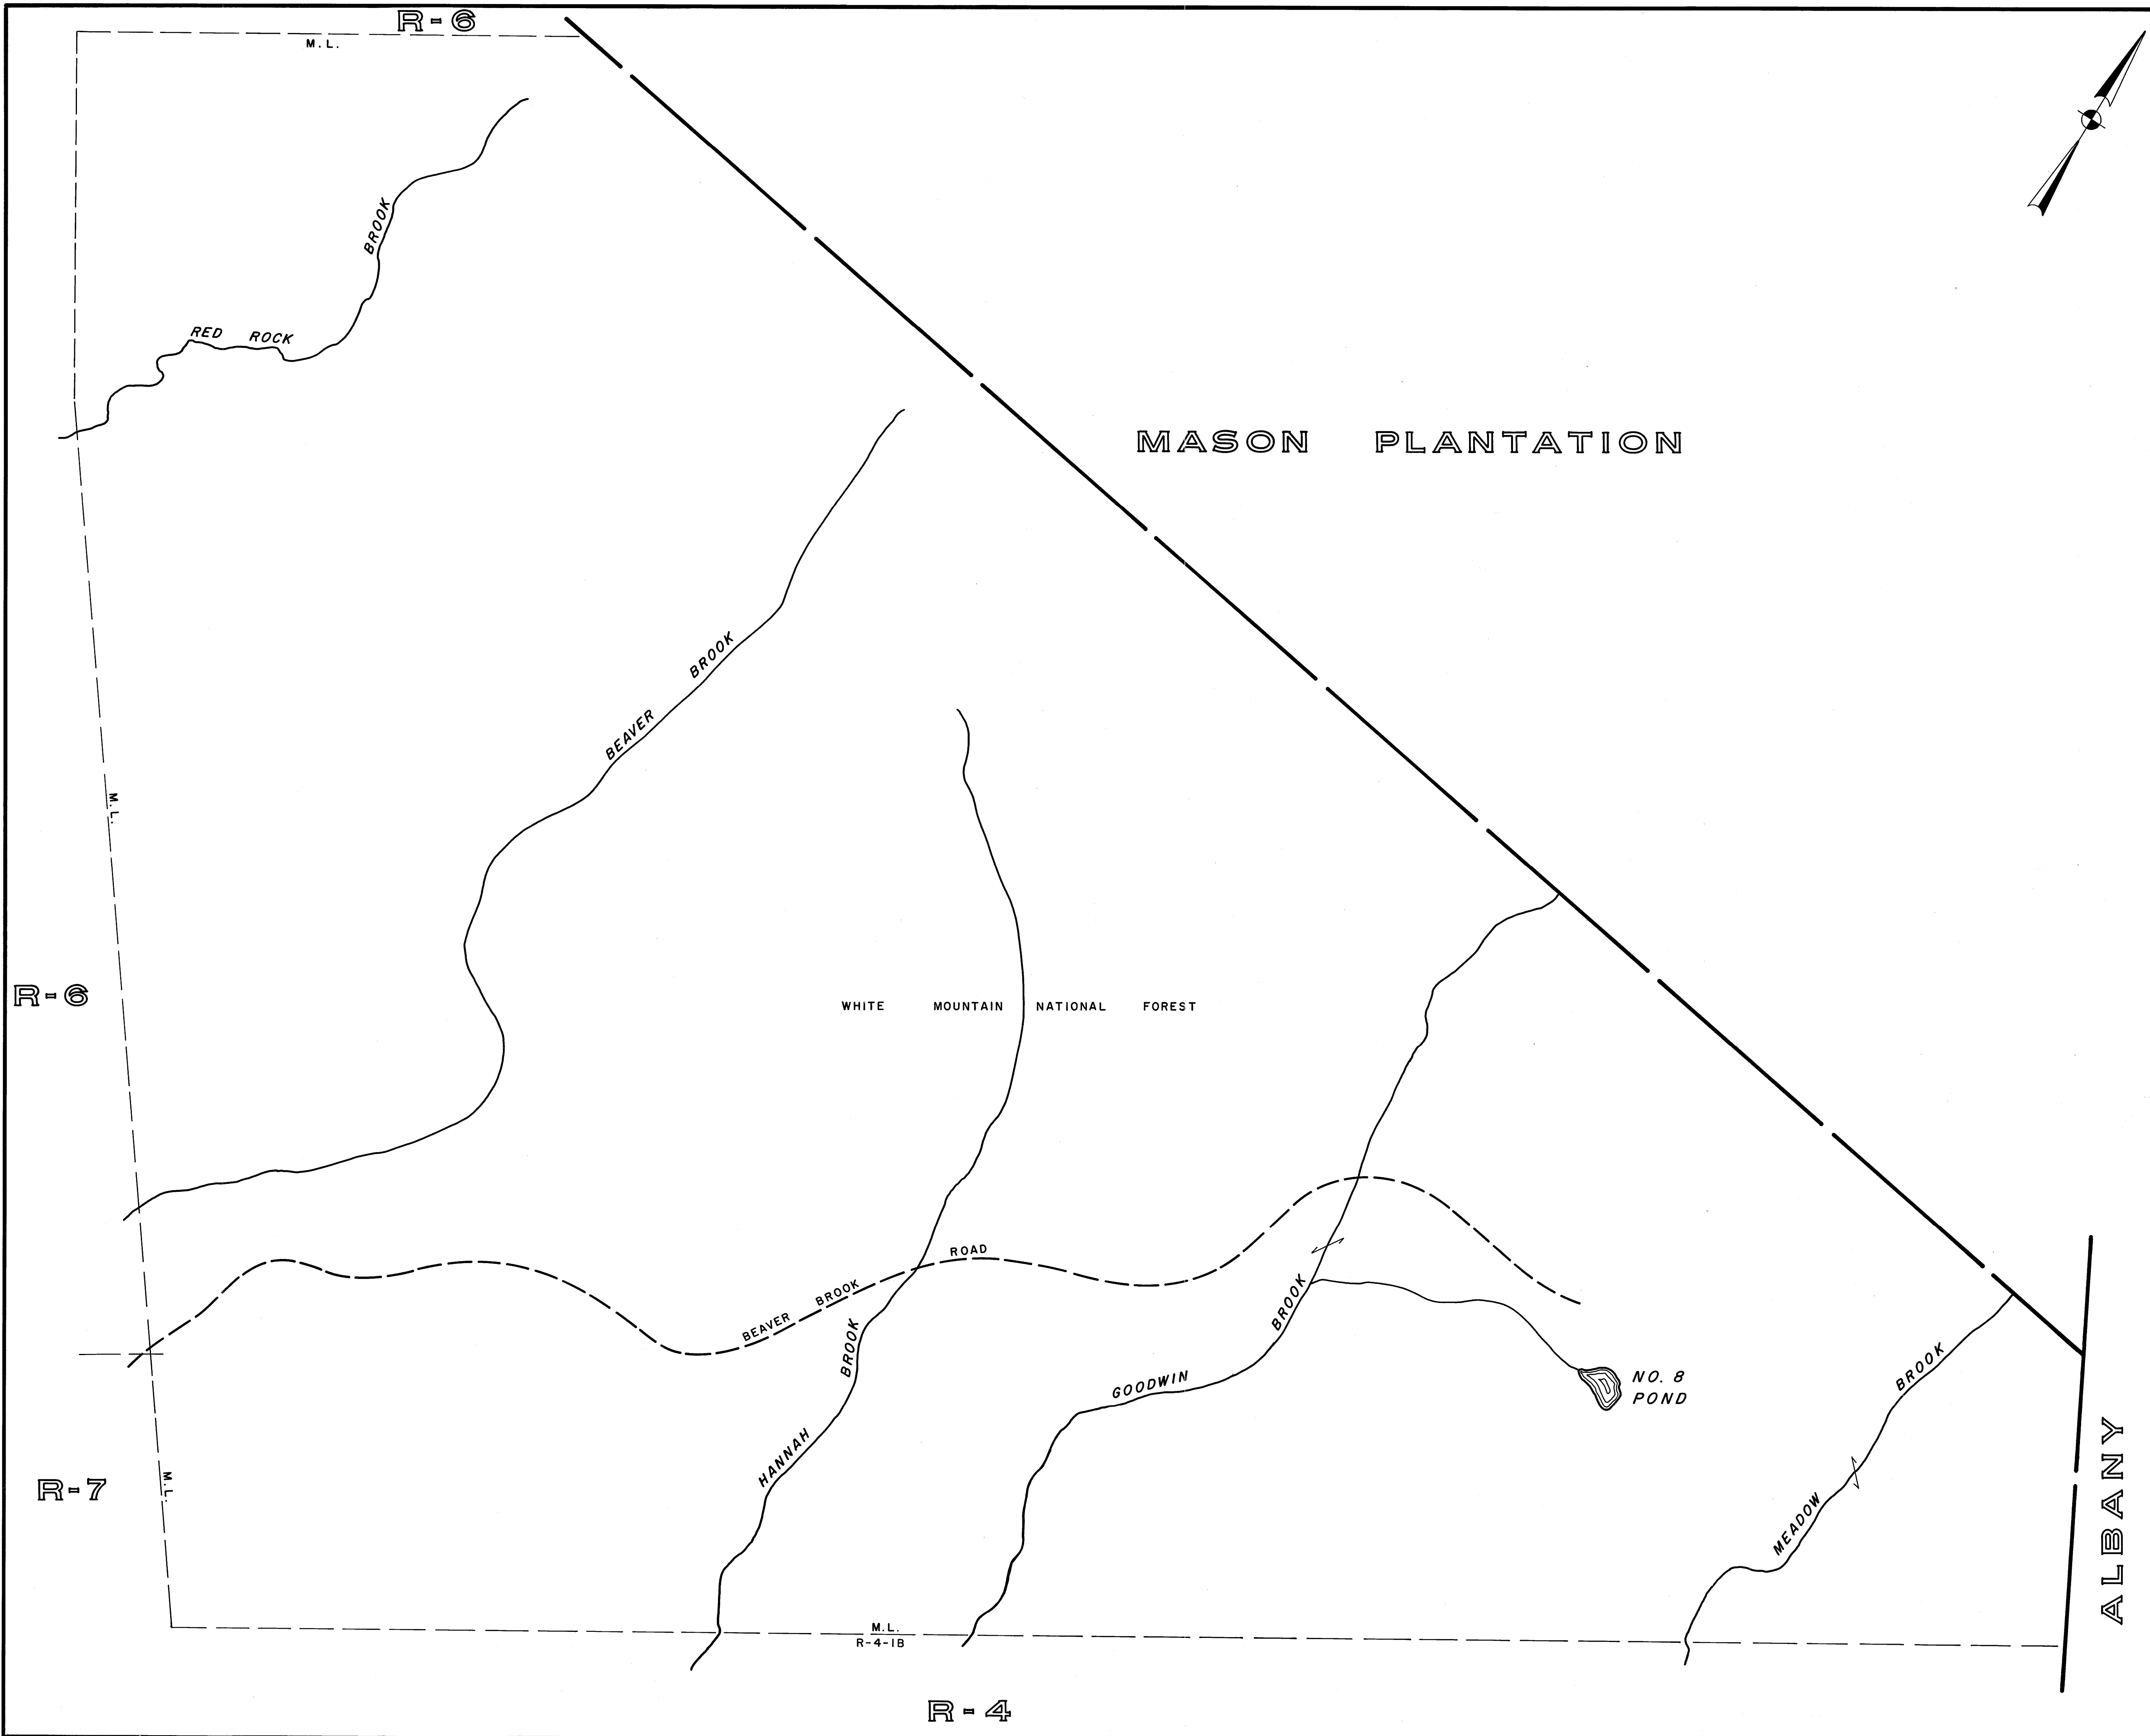 R-6
M.L.
BROOK
RED ROCK
MASON PLANTATION
BEAVER BROOK
M.L.
R-6
WHITE MOUNTAIN NATIONAL FOREST
BEAVER BROOK ROAD
HANNAH BROOK
GOODWIN BROOK
NO. 8
POND
MEADOW BROOK
ALBANY
R-7
M.L.
M.L.
R-4-1B
R-4